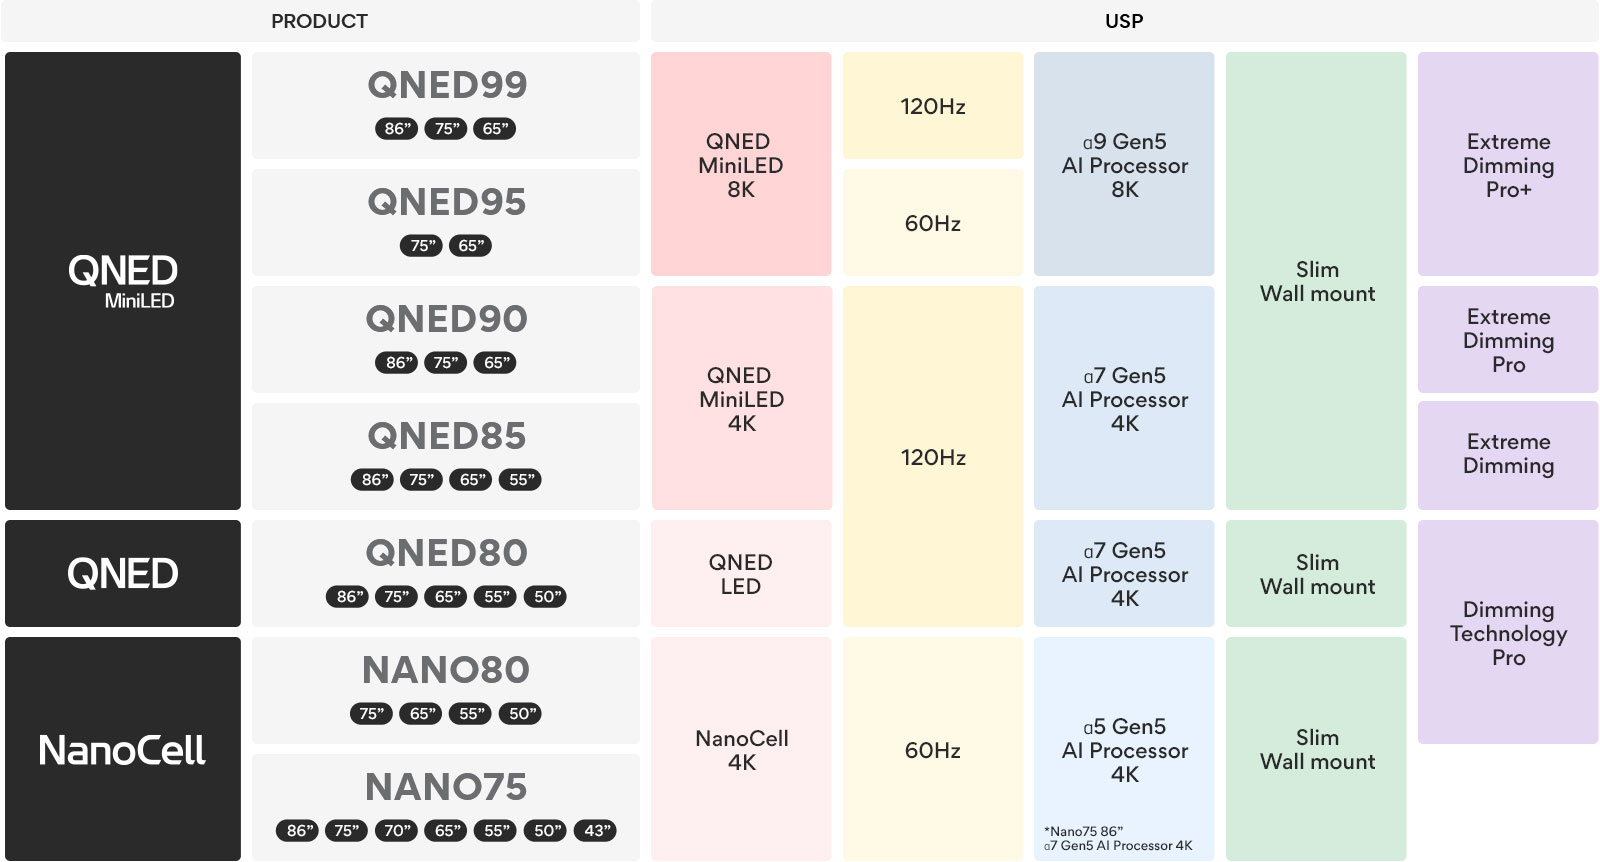 PRODUCT
USP
QNED
MiniLED
QNED99
86” 75” 65”
QNED95
75” 65”
QNED90
86” 75” 65”
QNED85
86” 75” 65” 55”
QNED
QNED80
86” 75” 65” 55” 50”
NanoCell
NANO80
75” 65” 55” 50”
NANO75
86” 75” 70” 65” 55” 50” 43”
QNED
MiniLED
8K
QNED
MiniLED
4K
QNED
LED
NanoCell
4K
120Hz
60Hz
120Hz
60Hz
α9 Gen5
AI Processor
8K
α7 Gen5
AI Processor
4K
α7 Gen5
AI Processor
4K
α5 Gen5
AI Processor
4K
*Nano75 86”
α7 Gen5 AI Processor 4K
Slim
Wall mount
Slim
Wall mount
Slim
Wall mount
Extreme
Dimming
Pro+
Extreme
Dimming
Pro
Extreme
Dimming
Dimming
Technology
Pro